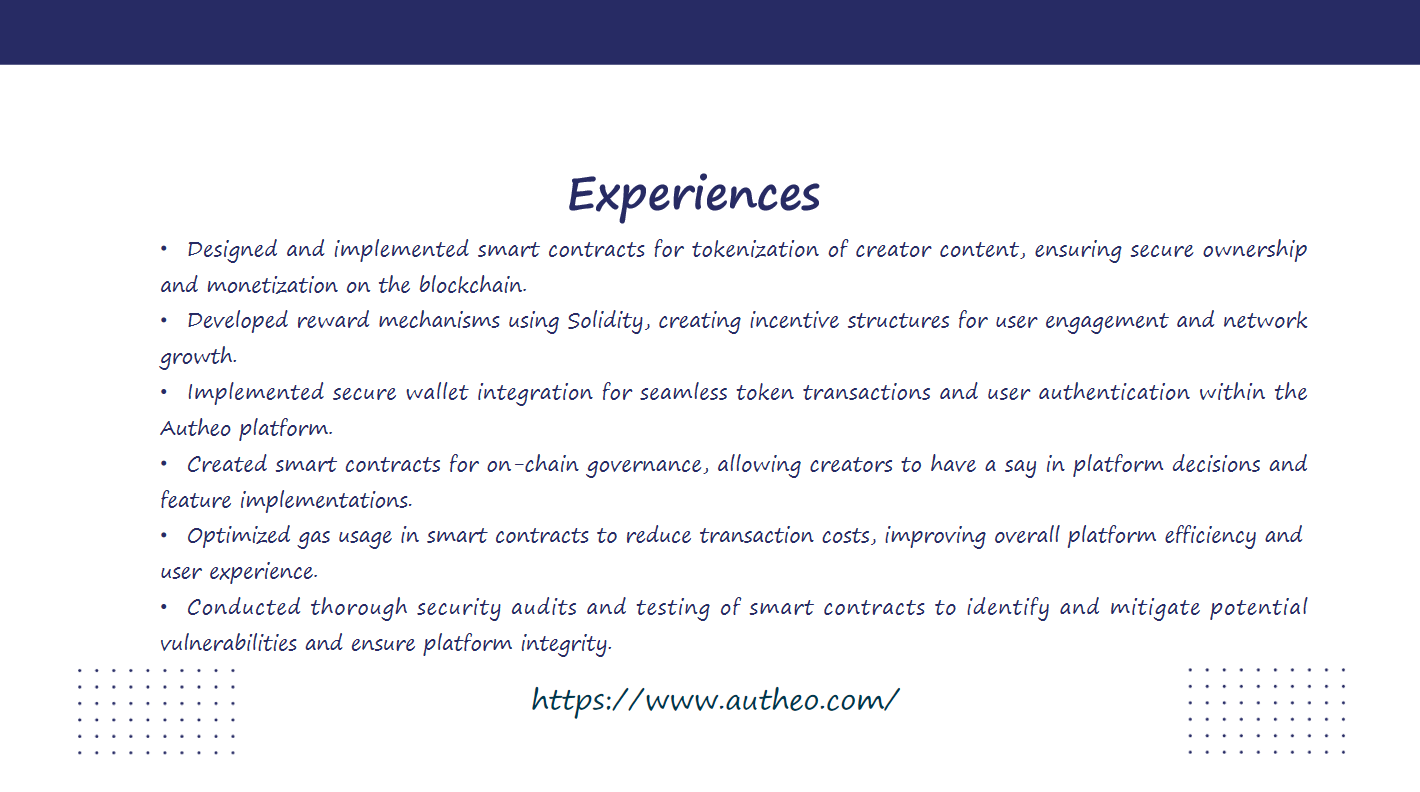 Experiences
• Designed and implemented smart contracts for tokenization of creator content, ensuring secure ownership
and monetization on the blockchain.
• Developed reward mechanisms using Solidity, creating incentive structures for user engagement and network
growth.
• Implemented secure wallet integration for seamless token transactions and user authentication within the
Autheo platform.
• Created smart contracts for on-chain governance, allowing creators to have a say in platform decisions and
feature implementations.
• Optimized gas usage in smart contracts to reduce transaction costs, improving overall platform efficiency and
user experience.
• Conducted thorough security audits and testing of smart contracts to identify and mitigate potential
vulnerabilities and ensure platform integrity.
https://www.autheo.com/